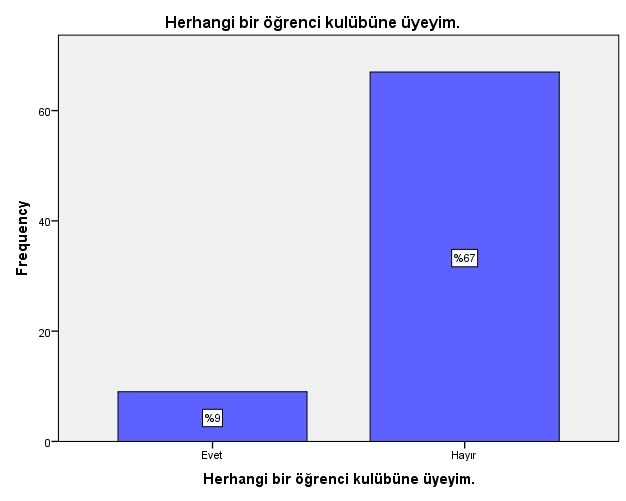 Herhangi bir öğrenci kulübüne üyeyim.
Frequency
60
40
20
0
%9
%67
Evet
Hayır
Herhangi bir öğrenci kulübüne üyeyim.